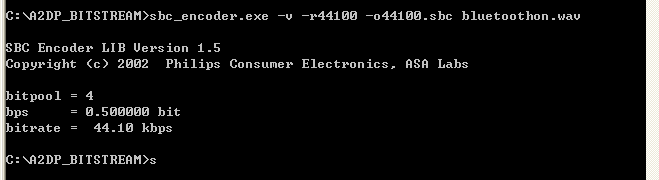 C:\A2DP_BITSTREAM>sbc_encoder.exe -v -r44100 -o44100.sbc bluetoothon.wav
SBC Encoder LIB Version 1.5
Copyright (c) 2002  Philips Consumer Electronics, ASA Labs
bitpool = 4
bps     = 0.500000 bit
bitrate =  44.10 kbps
C:\A2DP_BITSTREAM>s